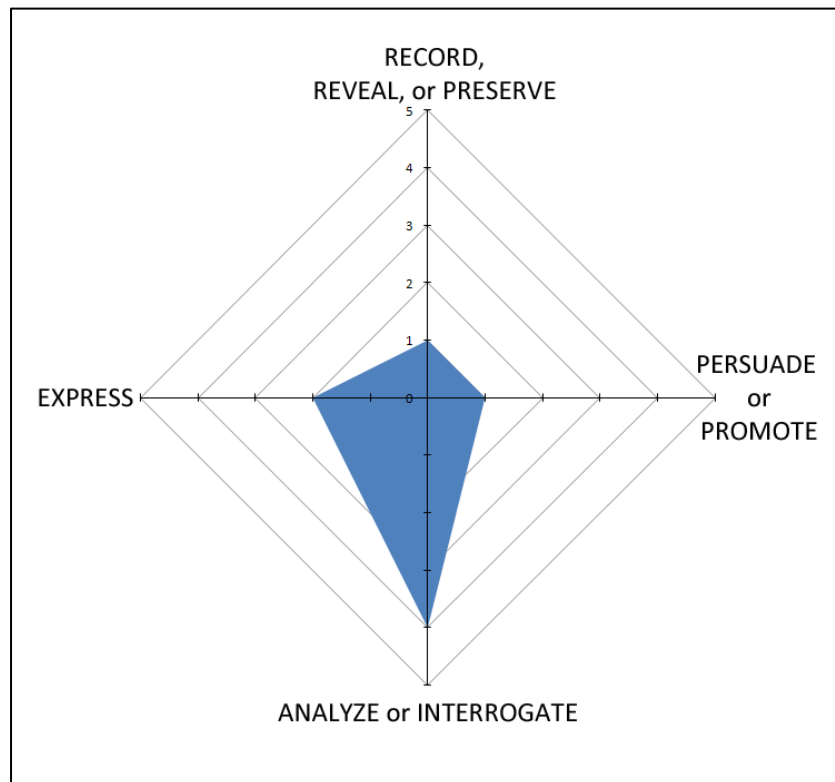 RECORD,
REVEAL, or PRESERVE
5
4
3
2
1
0
EXPRESS
PERSUADE
or
PROMOTE
ANALYZE or INTERROGATE